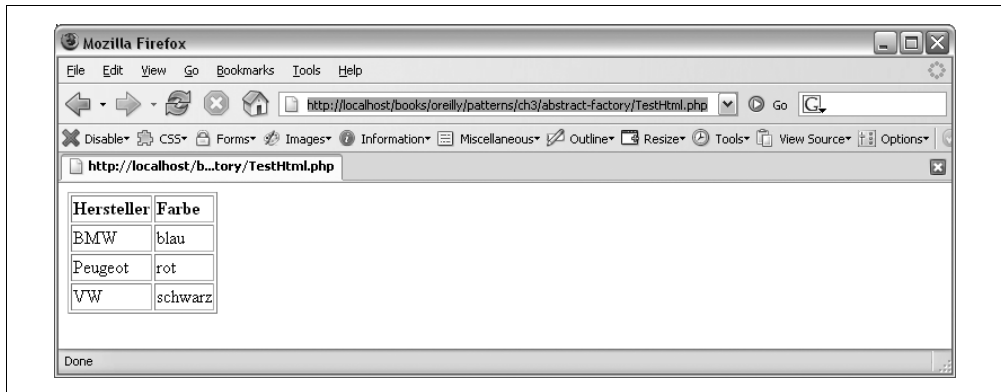 Mozilla Firefox
File Edit View Go Bookmarks Tools Help
http://localhost/books/oreilly/patterns/ch3/abstract-factory/TestHtml.php Go G
Disable CSS Forms Images Information Miscellaneous Outline Resize Tools View Source Options
http://localhost/b...tory/TestHtml.php
Hersteller Farbe
BMW blau
Peugeot rot
VW schwarz
Done